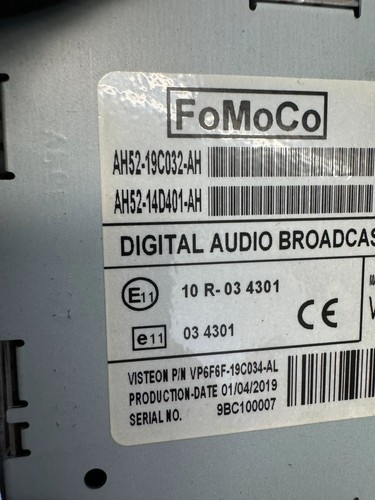 FoMoCo
AH52-19C032-AH
AH52-14D401-AH
DIGITAL AUDIO BROADCAS
E11 10 R- 03 4301
e11 03 4301
CE
VISTEON P/N VP6F6F-19C034-AL
PRODUCTION-DATE 01/04/2019
SERIAL NO. 9BC100007